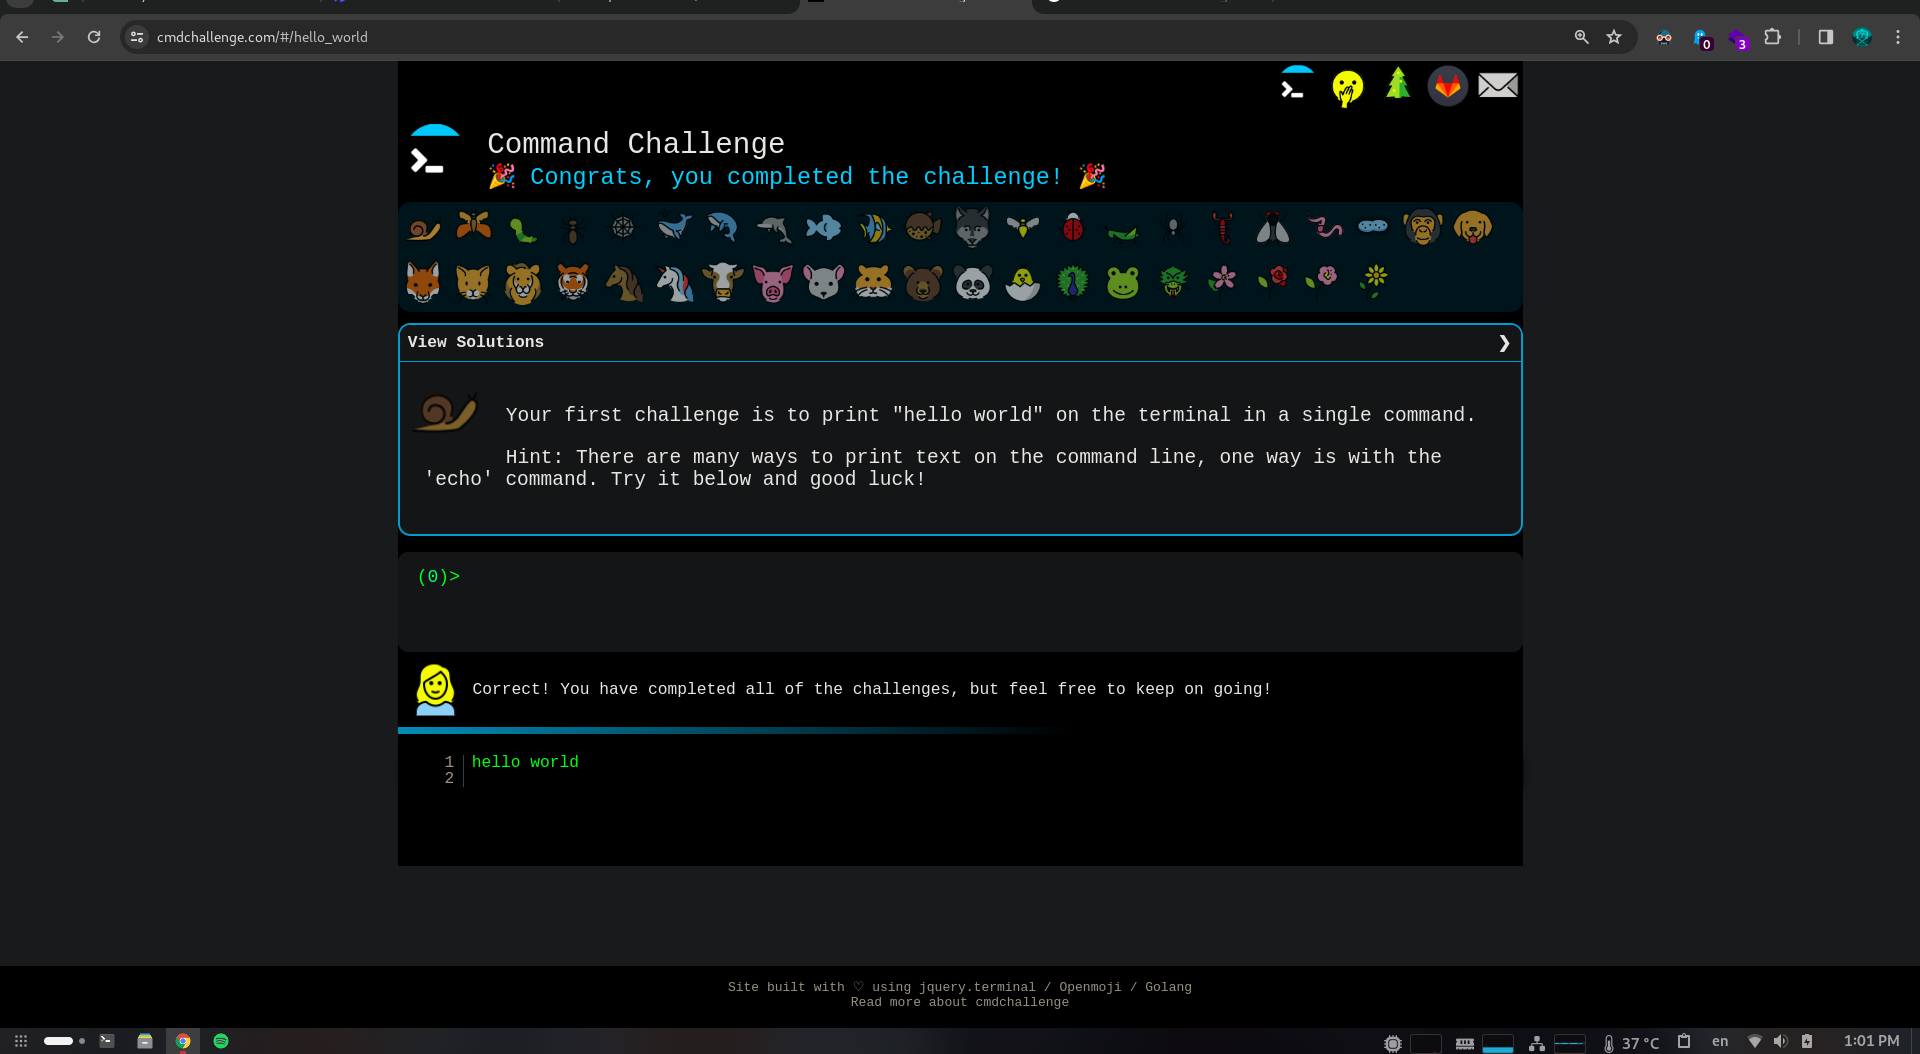 cmdchallenge.com/#/hello_world
0
3
Command Challenge
🎉 Congrats, you completed the challenge! 🎉
View Solutions ❯
Your first challenge is to print "hello world" on the terminal in a single command.
Hint: There are many ways to print text on the command line, one way is with the
'echo' command. Try it below and good luck!
(0)>
Correct! You have completed all of the challenges, but feel free to keep on going!
1 hello world
2
Site built with ♡ using jquery.terminal / Openmoji / Golang
Read more about cmdchallenge
37 °C en 1:01 PM